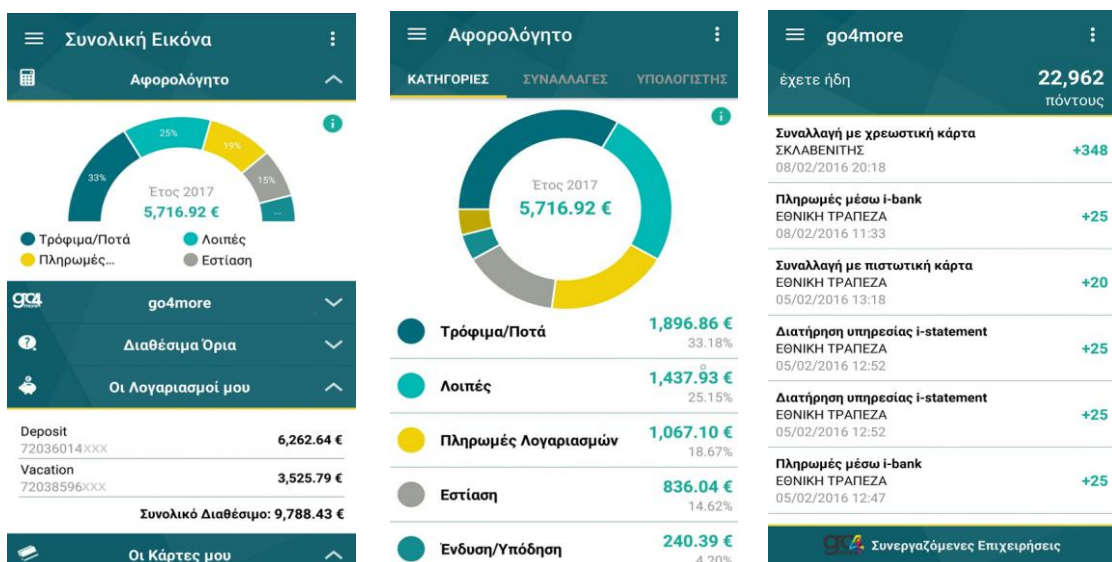 Συνολική Εικόνα
Αφορολόγητο
33%
25%
19%
15%
...
Έτος 2017
5,716.92 €
Τρόφιμα/Ποτά
Λοιπές
Πληρωμές...
Εστίαση
go4more
go4more
Διαθέσιμα Όρια
Οι Λογαριασμοί μου
Deposit
72036014XXX
6,262.64 €
Vacation
72038596XXX
3,525.79 €
Συνολικό Διαθέσιμο: 9,788.43 €
Οι Κάρτες μου
Αφορολόγητο
ΚΑΤΗΓΟΡΙΕΣ ΣΥΝΑΛΛΑΓΕΣ ΥΠΟΛΟΓΙΣΤΗΣ
Έτος 2017
5,716.92 €
Τρόφιμα/Ποτά
1,896.86 €
33.18%
Λοιπές
1,437.93 €
25.15%
Πληρωμές Λογαριασμών
1,067.10 €
18.67%
Εστίαση
836.04 €
14.62%
Ένδυση/Υπόδηση
240.39 €
4.20%
go4more
έχετε ήδη
22,962
πόντους
Συναλλαγή με χρεωστική κάρτα
ΣΚΛΑΒΕΝΙΤΗΣ
08/02/2016 20:18
+348
Πληρωμές μέσω i-bank
ΕΘΝΙΚΗ ΤΡΑΠΕΖΑ
08/02/2016 11:33
+25
Συναλλαγή με πιστωτική κάρτα
ΕΘΝΙΚΗ ΤΡΑΠΕΖΑ
05/02/2016 13:18
+20
Διατήρηση υπηρεσίας i-statement
ΕΘΝΙΚΗ ΤΡΑΠΕΖΑ
05/02/2016 12:52
+25
Διατήρηση υπηρεσίας i-statement
ΕΘΝΙΚΗ ΤΡΑΠΕΖΑ
05/02/2016 12:52
+25
Πληρωμές μέσω i-bank
ΕΘΝΙΚΗ ΤΡΑΠΕΖΑ
05/02/2016 12:47
+25
go4 Συνεργαζόμενες Επιχειρήσεις